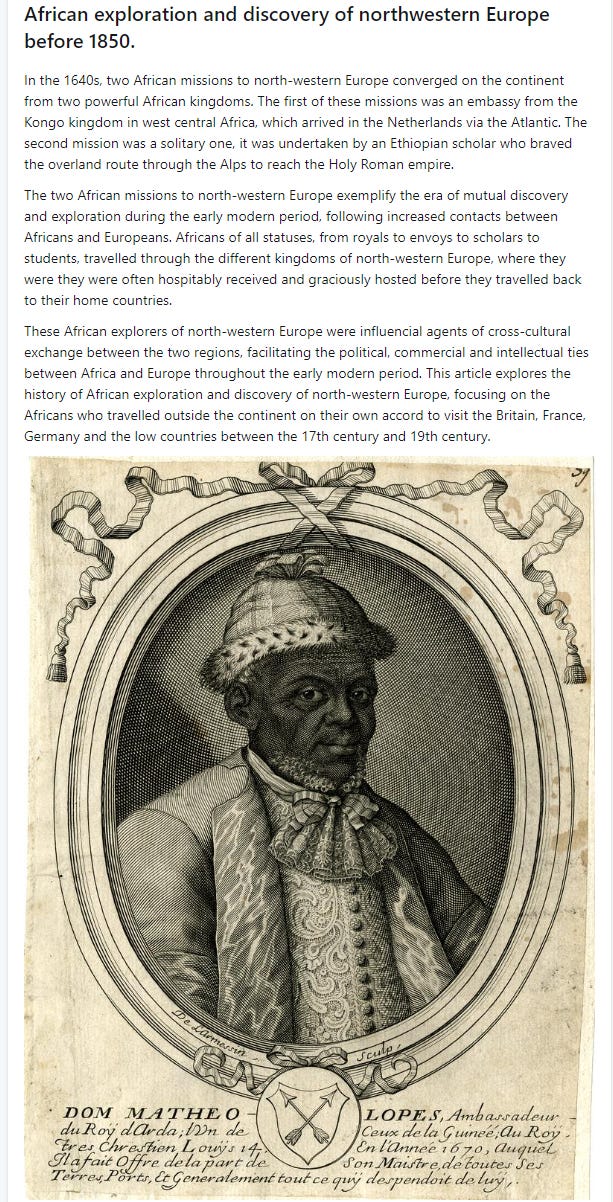 African exploration and discovery of northwestern Europe
before 1850.
In the 1640s, two African missions to north-western Europe converged on the continent
from two powerful African kingdoms. The first of these missions was an embassy from the
Kongo kingdom in west central Africa, which arrived in the Netherlands via the Atlantic. The
second mission was a solitary one, it was undertaken by an Ethiopian scholar who braved
the overland route through the Alps to reach the Holy Roman empire.
The two African missions to north-western Europe exemplify the era of mutual discovery
and exploration during the early modern period, following increased contacts between
Africans and Europeans. Africans of all statuses, from royals to envoys to scholars to
students, travelled through the different kingdoms of north-western Europe, where they
were they were often hospitably received and graciously hosted before they travelled back
to their home countries.
These African explorers of north-western Europe were influencial agents of cross-cultural
exchange between the two regions, facilitating the political, commercial and intellectual ties
between Africa and Europe throughout the early modern period. This article explores the
history of African exploration and discovery of north-western Europe, focusing on the
Africans who travelled outside the continent on their own accord to visit the Britain, France,
Germany and the low countries between the 17th century and 19th century.
39
De Larmessin Sculp.
DOM MATHEO LOPES, Ambassadeur
du Roy d'Arda; Un de Ceux de la Guinée; Au Roy
tres Chrestien Louÿs 14, En l'Année 1670, Auquel
Il a fait Offre de la part de Son Maistre, de toutes Ses
Terres, Ports, Et Generalement tout ce quÿ despendoit de luy,.